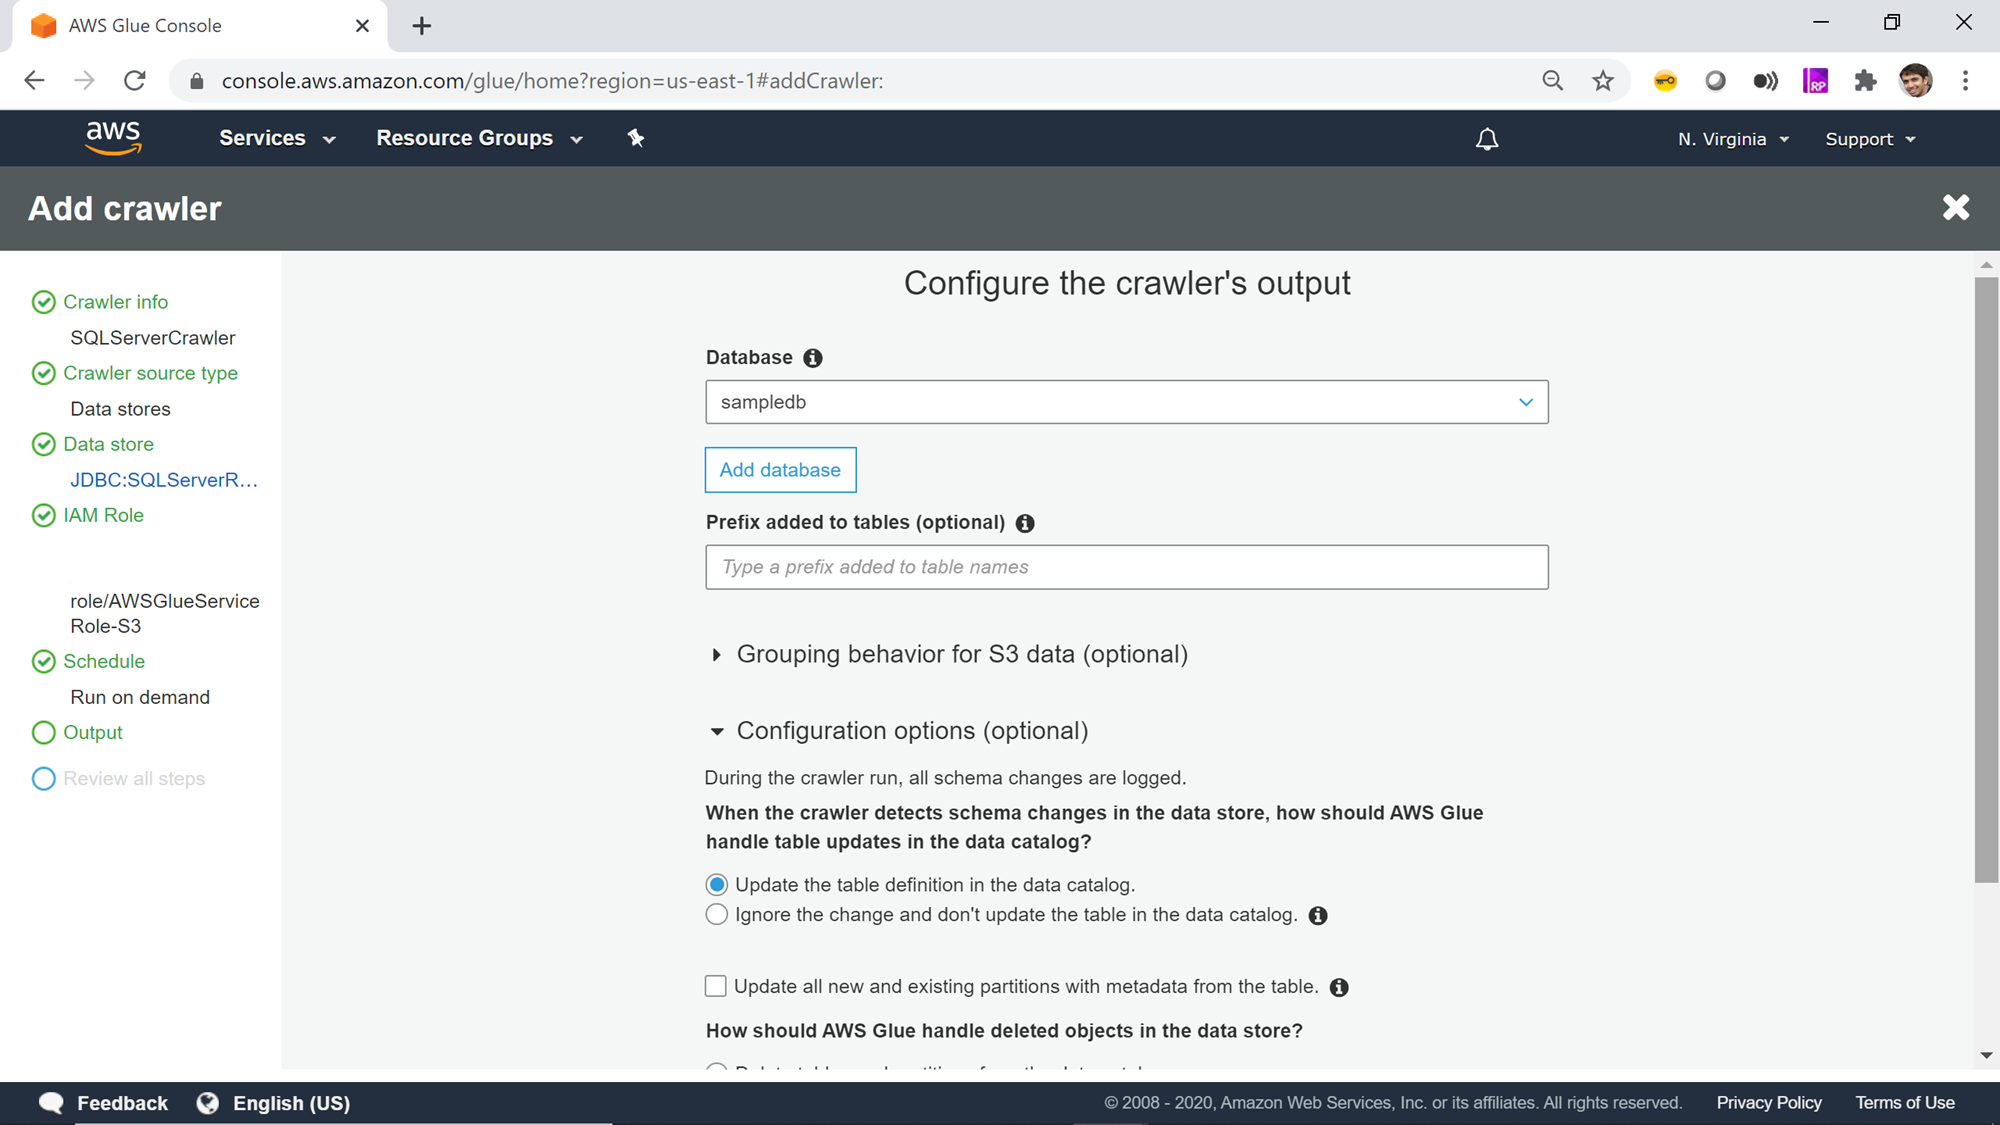 AWS Glue Console
console.aws.amazon.com/glue/home?region=us-east-1#addCrawler:
RP
aws
Services
Resource Groups
N. Virginia
Support
Add crawler
Crawler info
SQLServerCrawler
Crawler source type
Data stores
Data store
JDBC:SQLServerR...
IAM Role
role/AWSGlueService
Role-S3
Schedule
Run on demand
Output
Review all steps
Configure the crawler's output
Database
sampledb
Add database
Prefix added to tables (optional)
Type a prefix added to table names
Grouping behavior for S3 data (optional)
Configuration options (optional)
During the crawler run, all schema changes are logged.
When the crawler detects schema changes in the data store, how should AWS Glue
handle table updates in the data catalog?
Update the table definition in the data catalog.
Ignore the change and don't update the table in the data catalog.
Update all new and existing partitions with metadata from the table.
How should AWS Glue handle deleted objects in the data store?
Feedback
English (US)
© 2008 - 2020, Amazon Web Services, Inc. or its affiliates. All rights reserved.
Privacy Policy
Terms of Use